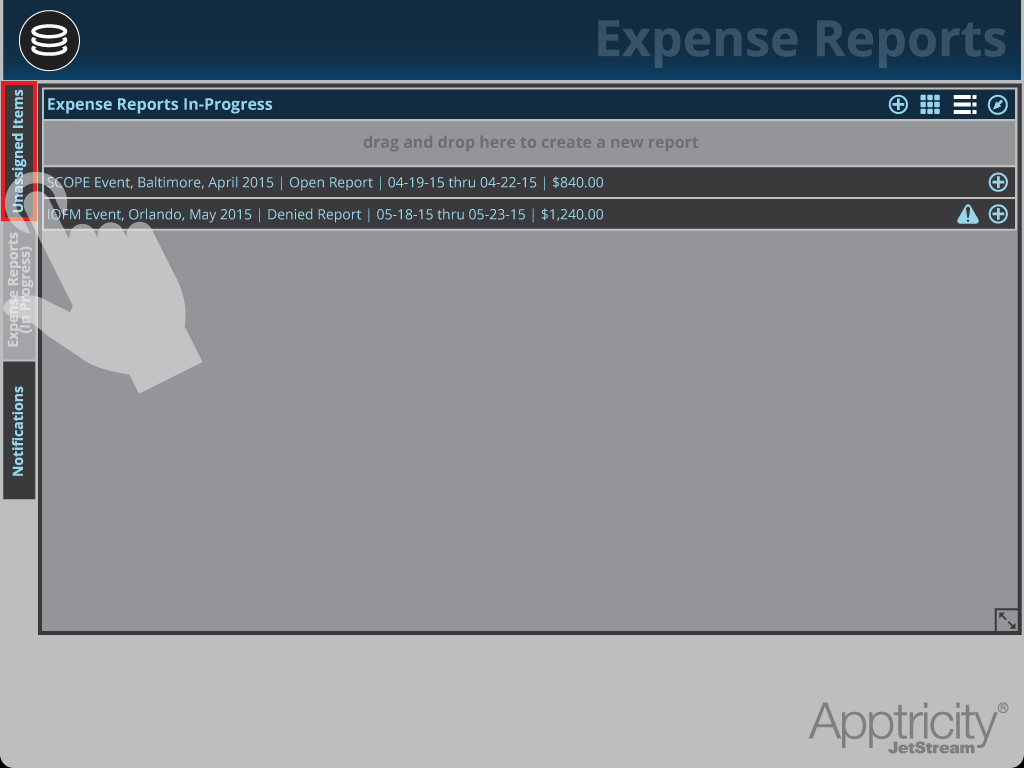 Expense Reports
Unassigned Items
Expense Reports
(In Progress)
Notifications
Expense Reports In-Progress
drag and drop here to create a new report
SCOPE Event, Baltimore, April 2015 | Open Report | 04-19-15 thru 04-22-15 | $840.00
IOFM Event, Orlando, May 2015 | Denied Report | 05-18-15 thru 05-23-15 | $1,240.00
Apptricity®
JetStream